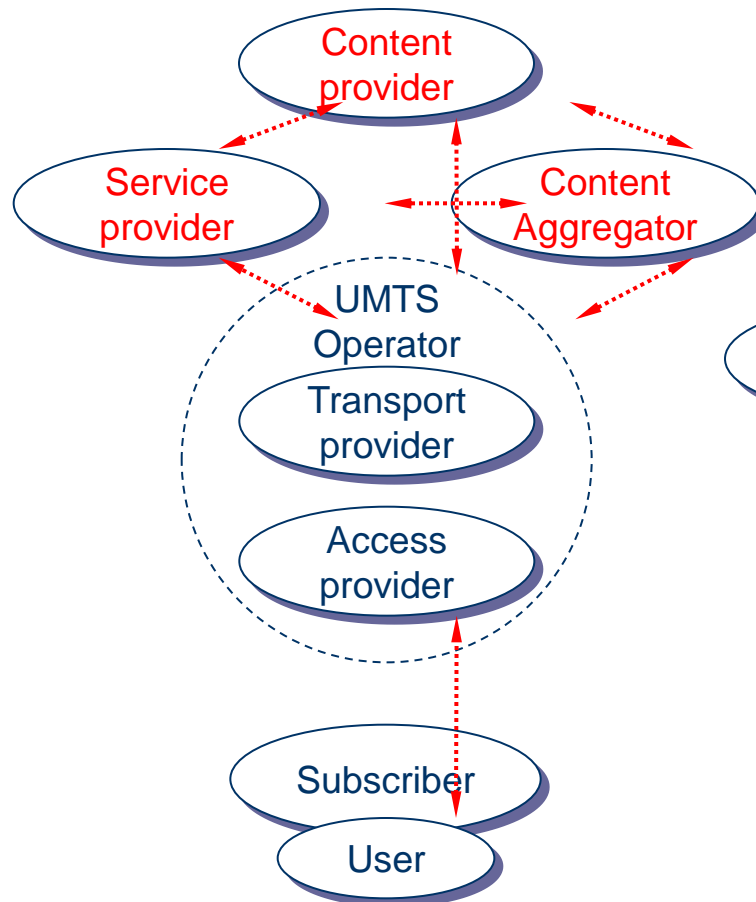 Content
provider
Service
provider
Content
Aggregator
UMTS
Operator
Transport
provider
Access
provider
Subscriber
User